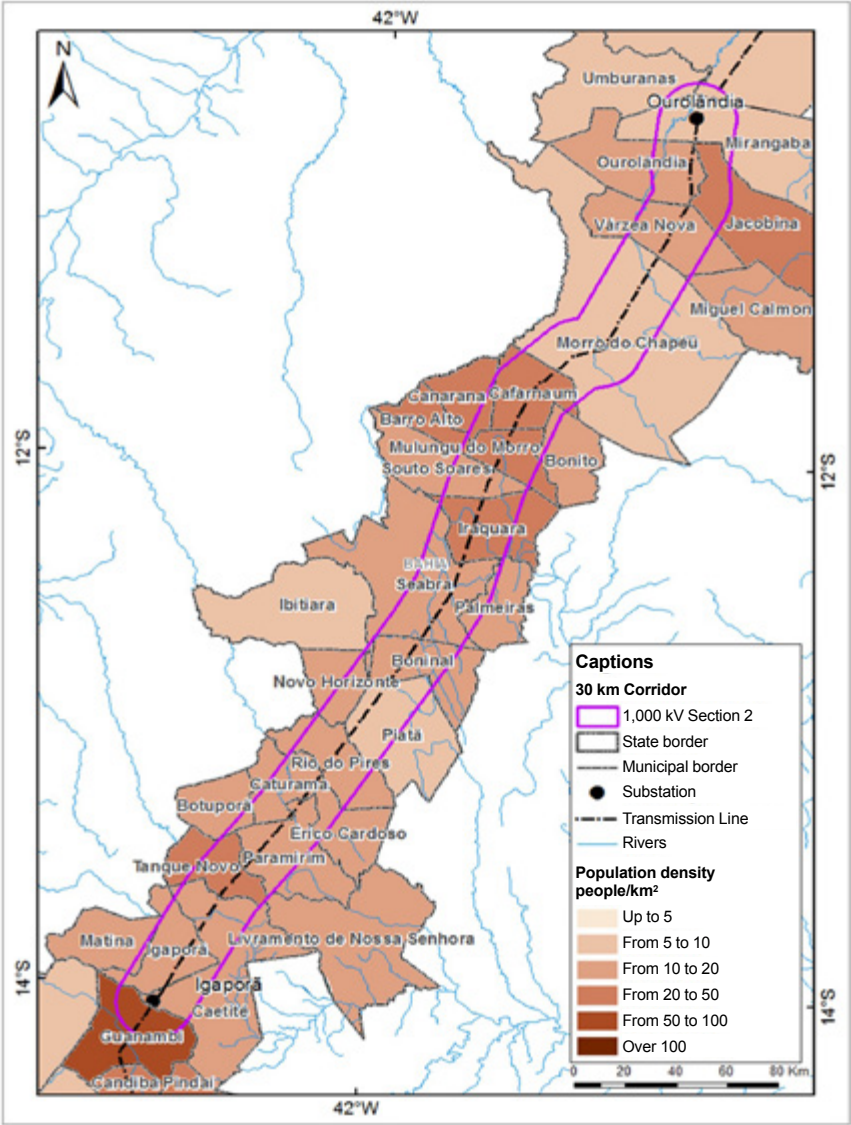 42°W
N
Umburanas
Ourolândia
Mirangaba
Ourolandia
Várzea Nova
Jacobina
Miguel Calmon
Morro do Chapéu
Canarana
Cafarnaum
Barro Alto
12°S
Mulungu do Morro
Souto Soares
Bonito
12°S
Iraquara
BAHIA
Seabra
Ibitiara
Palmeiras
Boninal
Novo Horizonte
Piatã
Rio do Pires
Caturama
Botuporã
Érico Cardoso
Paramirim
Tanque Novo
Matina
Igaporã
Livramento de Nossa Senhora
14°S
Igaporã
Caetité
14°S
Guanambi
Candiba
Pindaí
42°W
Captions
30 km Corridor
1,000 kV Section 2
State border
Municipal border
Substation
Transmission Line
Rivers
Population density
people/km²
Up to 5
From 5 to 10
From 10 to 20
From 20 to 50
From 50 to 100
Over 100
0 20 40 60 80 Km